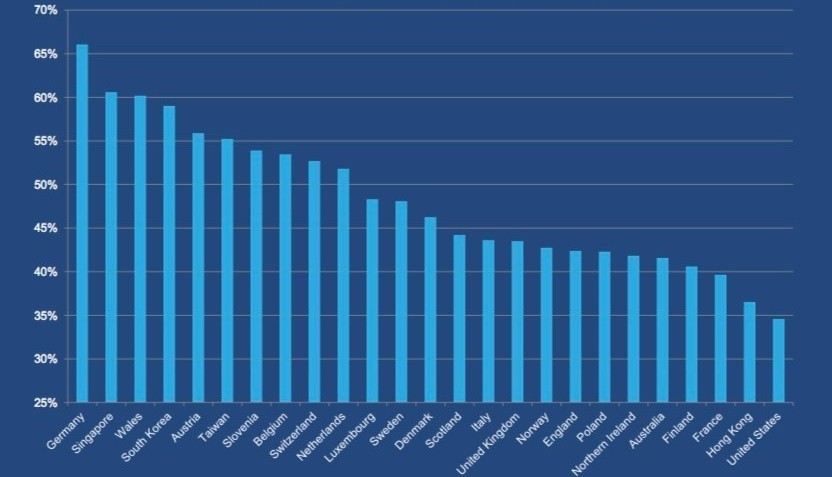 70%
65%
60%
55%
50%
45%
40%
35%
30%
25%
Germany
Singapore
Wales
South Korea
Austria
Taiwan
Slovenia
Belgium
Switzerland
Netherlands
Luxembourg
Sweden
Denmark
Scotland
Italy
United Kingdom
Norway
England
Poland
Northern Ireland
Australia
Finland
France
Hong Kong
United States